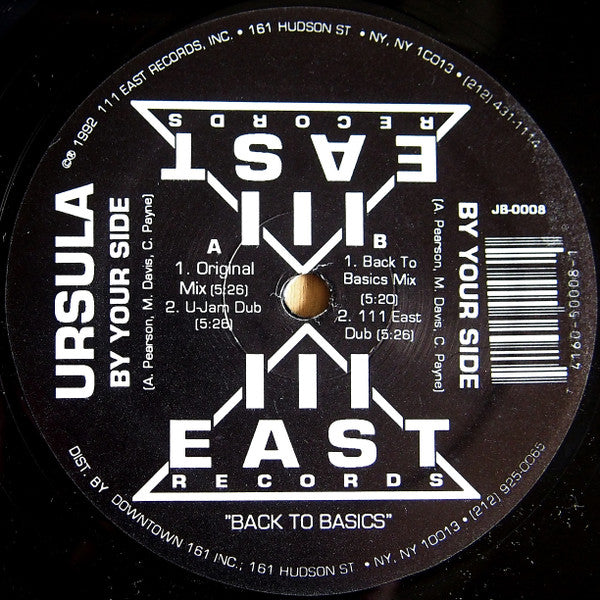 ℗© 1992 111 EAST RECORDS, INC. • 161 HUDSON ST • NY, NY 10013 • (212) 431-1114
RECORDS
EAST
111
URSULA
BY YOUR SIDE
(A. Pearson, M. Davis, C. Payne)
A
1. Original
Mix (5:26)
2. U-Jam Dub
(5:26)
B
1. Back To
Basics Mix
(5:20)
2. 111 East
Dub (5:26)
BY YOUR SIDE
(A. Pearson, M. Davis, C. Payne)
JB-0008
4160-50008-1
111
EAST
RECORDS
"BACK TO BASICS"
DIST. BY DOWNTOWN 161 INC.; 161 HUDSON ST • NY, NY 10013 • (212) 925-0065